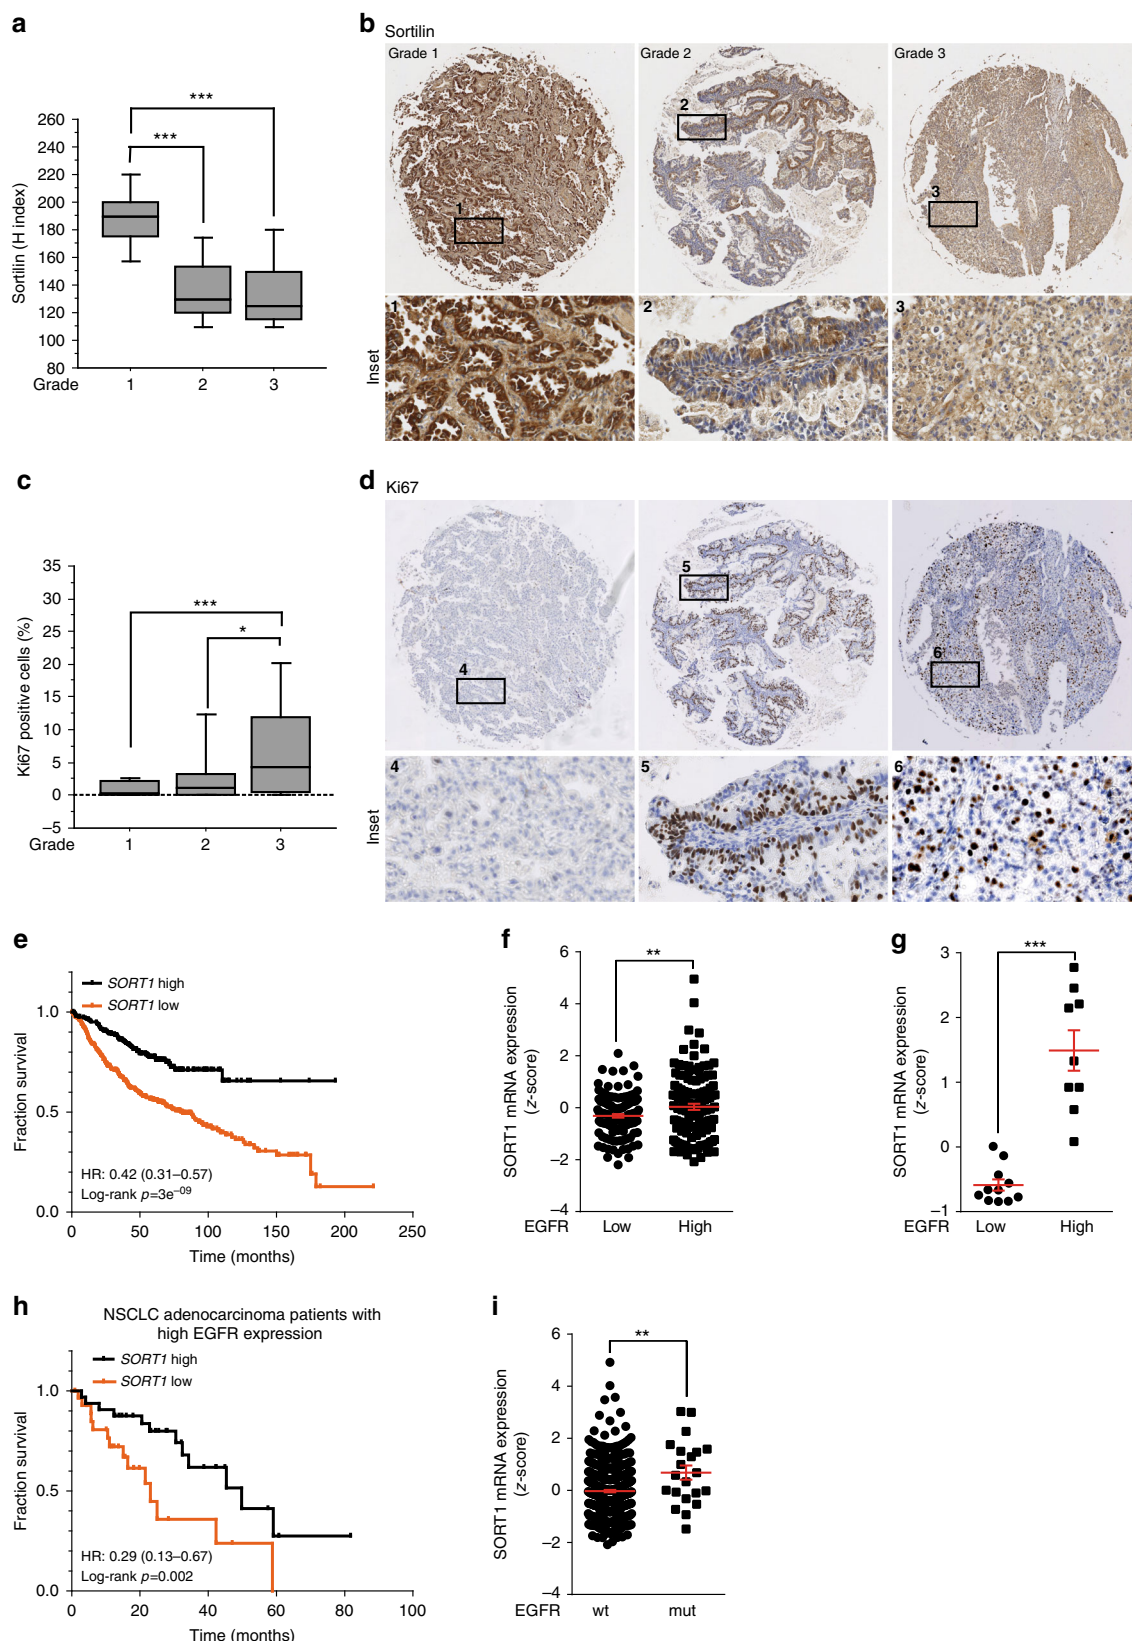 a
Sortilin (H index)
260
240
220
200
180
160
140
120
100
80
***
***
Grade
1
2
3
b
Sortilin
Grade 1
Grade 2
Grade 3
1
2
3
Inset
1
2
3
c
Ki67 positive cells (%)
35
30
25
20
15
10
5
0
–5
***
*
Grade
1
2
3
d
Ki67
4
5
6
Inset
4
5
6
e
Fraction survival
1.0
0.5
0.0
SORT1 high
SORT1 low
HR: 0.42 (0.31–0.57)
Log-rank p=3e–09
0
50
100
150
200
250
Time (months)
f
SORT1 mRNA expression
(z-score)
6
4
2
0
–2
–4
**
EGFR
Low
High
g
SORT1 mRNA expression
(z-score)
3
2
1
0
–1
***
EGFR
Low
High
h
NSCLC adenocarcinoma patients with
high EGFR expression
Fraction survival
1.0
0.5
0.0
SORT1 high
SORT1 low
HR: 0.29 (0.13–0.67)
Log-rank p=0.002
0
20
40
60
80
100
Time (months)
i
SORT1 mRNA expression
(z-score)
6
4
2
0
–2
–4
**
EGFR
wt
mut